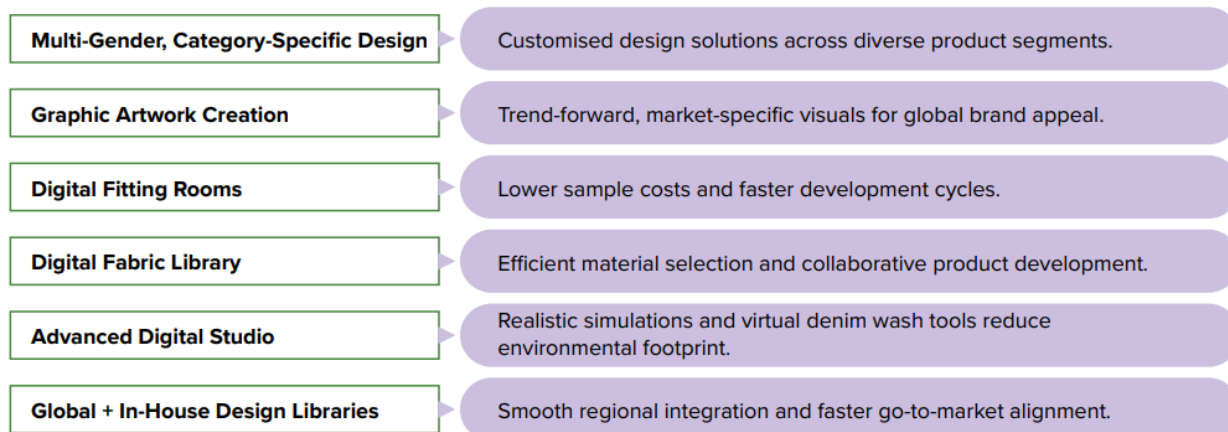 Multi-Gender, Category-Specific Design
Customised design solutions across diverse product segments.
Graphic Artwork Creation
Trend-forward, market-specific visuals for global brand appeal.
Digital Fitting Rooms
Lower sample costs and faster development cycles.
Digital Fabric Library
Efficient material selection and collaborative product development.
Advanced Digital Studio
Realistic simulations and virtual denim wash tools reduce
environmental footprint.
Global + In-House Design Libraries
Smooth regional integration and faster go-to-market alignment.